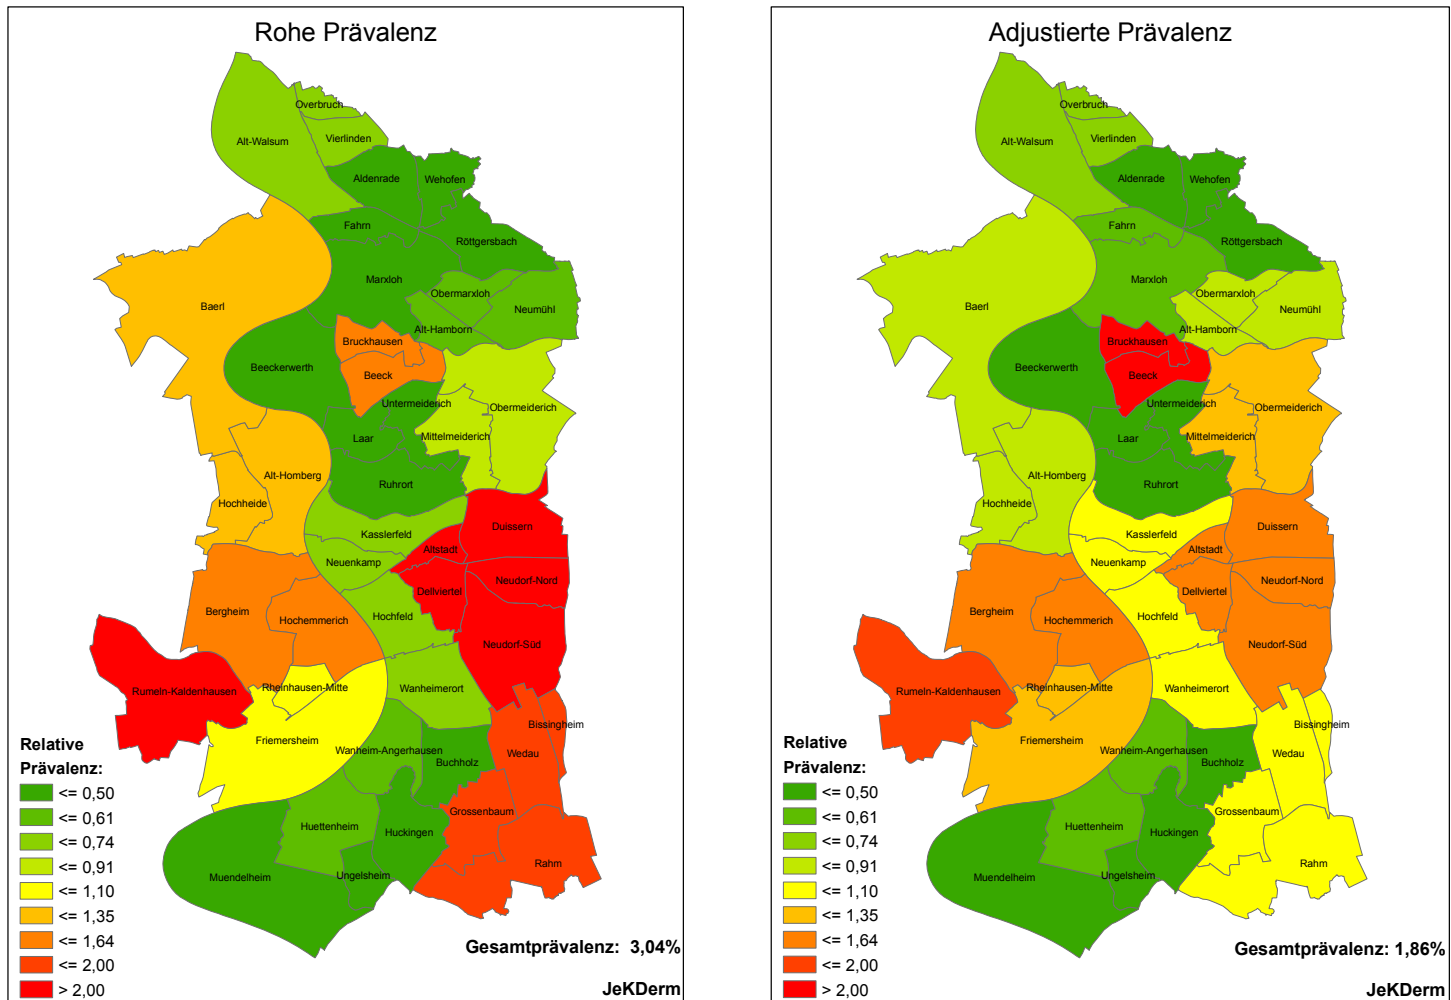 Rohe Prävalenz
Overbruch
Alt-Walsum
Vierlinden
Aldenrade
Wehofen
Fahrn
Röttgersbach
Marxloh
Obermarxloh
Baerl
Neumühl
Alt-Hamborn
Bruckhausen
Beeckerwerth
Beeck
Untermeiderich
Obermeiderich
Laar
Mittelmeiderich
Alt-Homberg
Ruhrort
Hochheide
Duissern
Kasslerfeld
Altstadt
Neuenkamp
Neudorf-Nord
Dellviertel
Bergheim
Hochemmerich
Hochfeld
Neudorf-Süd
Rumeln-Kaldenhausen
Rheinhausen-Mitte
Wanheimerort
Bissingheim
Friemersheim
Wanheim-Angerhausen
Wedau
Buchholz
Grossenbaum
Huettenheim
Huckingen
Rahm
Muendelheim
Ungelsheim
Relative
Prävalenz:
<= 0,50
<= 0,61
<= 0,74
<= 0,91
<= 1,10
<= 1,35
<= 1,64
<= 2,00
> 2,00
Gesamtprävalenz: 3,04%
JeKDerm
Adjustierte Prävalenz
Overbruch
Alt-Walsum
Vierlinden
Aldenrade
Wehofen
Fahrn
Röttgersbach
Marxloh
Obermarxloh
Baerl
Neumühl
Alt-Hamborn
Bruckhausen
Beeckerwerth
Beeck
Untermeiderich
Obermeiderich
Laar
Mittelmeiderich
Alt-Homberg
Ruhrort
Hochheide
Duissern
Kasslerfeld
Altstadt
Neuenkamp
Neudorf-Nord
Dellviertel
Bergheim
Hochemmerich
Hochfeld
Neudorf-Süd
Rumeln-Kaldenhausen
Rheinhausen-Mitte
Wanheimerort
Bissingheim
Friemersheim
Wanheim-Angerhausen
Wedau
Buchholz
Grossenbaum
Huettenheim
Huckingen
Rahm
Muendelheim
Ungelsheim
Relative
Prävalenz:
<= 0,50
<= 0,61
<= 0,74
<= 0,91
<= 1,10
<= 1,35
<= 1,64
<= 2,00
> 2,00
Gesamtprävalenz: 1,86%
JeKDerm